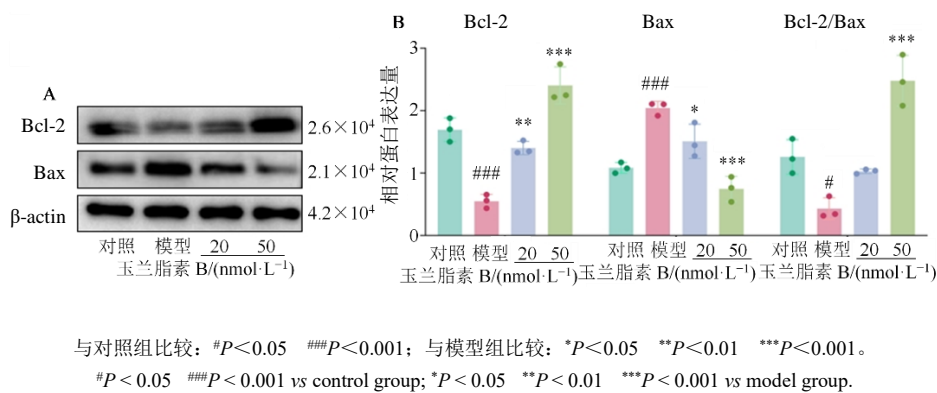 A
Bcl-2
2.6×10⁴
Bax
2.1×10⁴
β-actin
4.2×10⁴
对照 模型 20 50
玉兰脂素 B/(nmol·L⁻¹)
B
Bcl-2 Bax Bcl-2/Bax
相对蛋白表达量
3
2
1
0
### ** ***
### * ***
# ***
对照 模型 20 50 对照 模型 20 50 对照 模型 20 50
玉兰脂素 B/(nmol·L⁻¹) 玉兰脂素 B/(nmol·L⁻¹) 玉兰脂素 B/(nmol·L⁻¹)
与对照组比较：#P＜0.05 ###P＜0.001；与模型组比较：*P＜0.05 **P＜0.01 ***P＜0.001。
#P < 0.05 ###P < 0.001 vs control group; *P < 0.05 **P < 0.01 ***P < 0.001 vs model group.